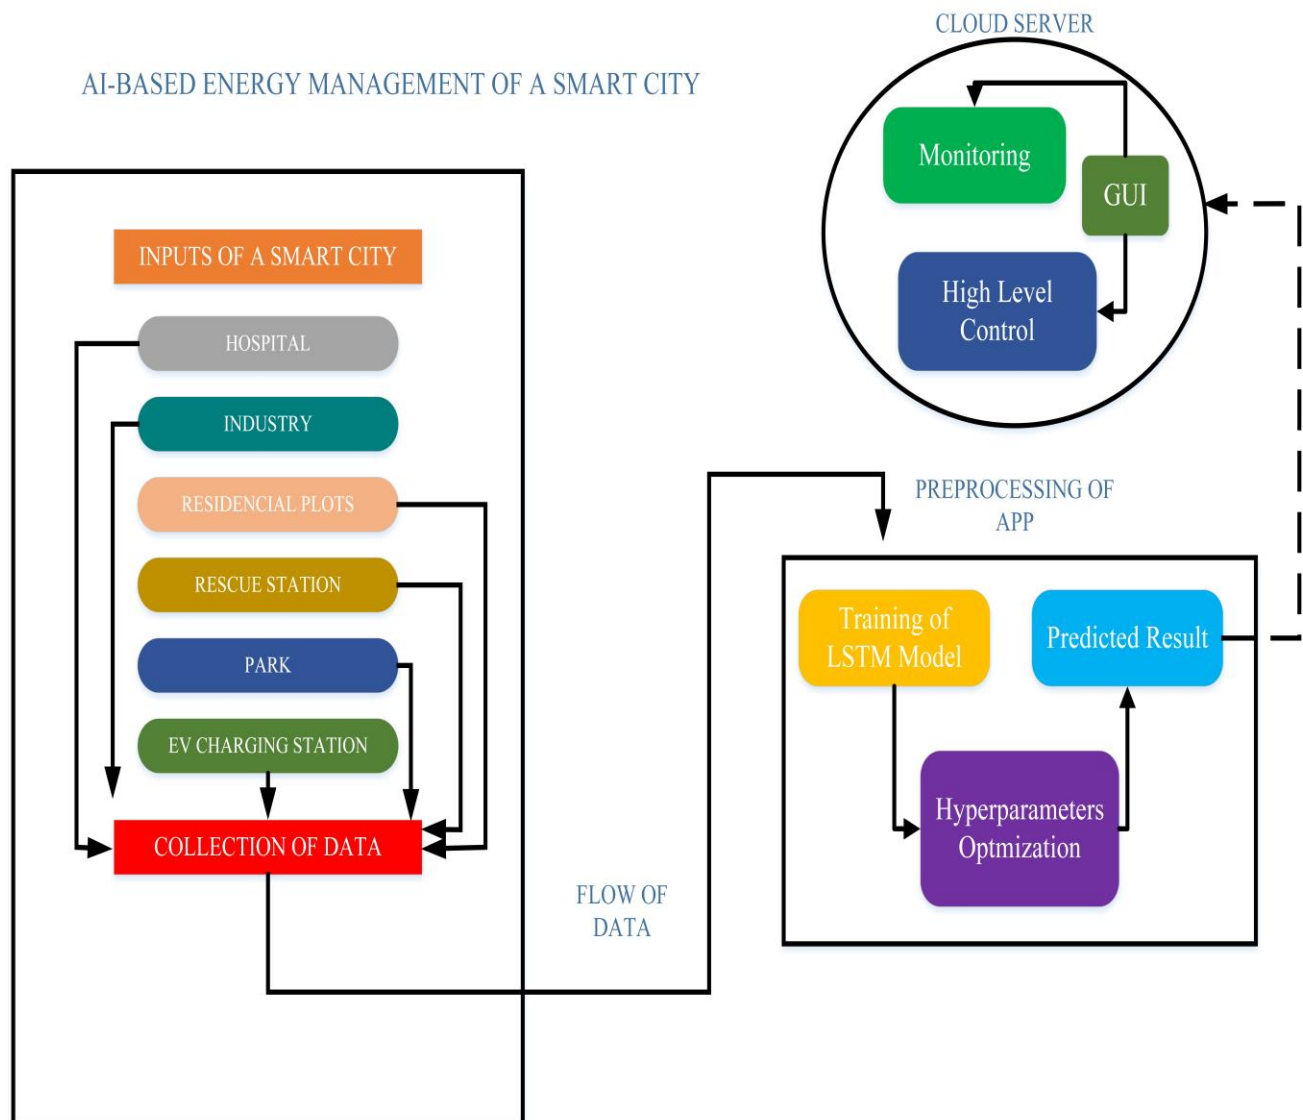 AI-BASED ENERGY MANAGEMENT OF A SMART CITY
INPUTS OF A SMART CITY
HOSPITAL
INDUSTRY
RESIDENCIAL PLOTS
RESCUE STATION
PARK
EV CHARGING STATION
COLLECTION OF DATA
FLOW OF
DATA
CLOUD SERVER
Monitoring
GUI
High Level
Control
PREPROCESSING OF
APP
Training of
LSTM Model
Predicted Result
Hyperparameters
Optmization